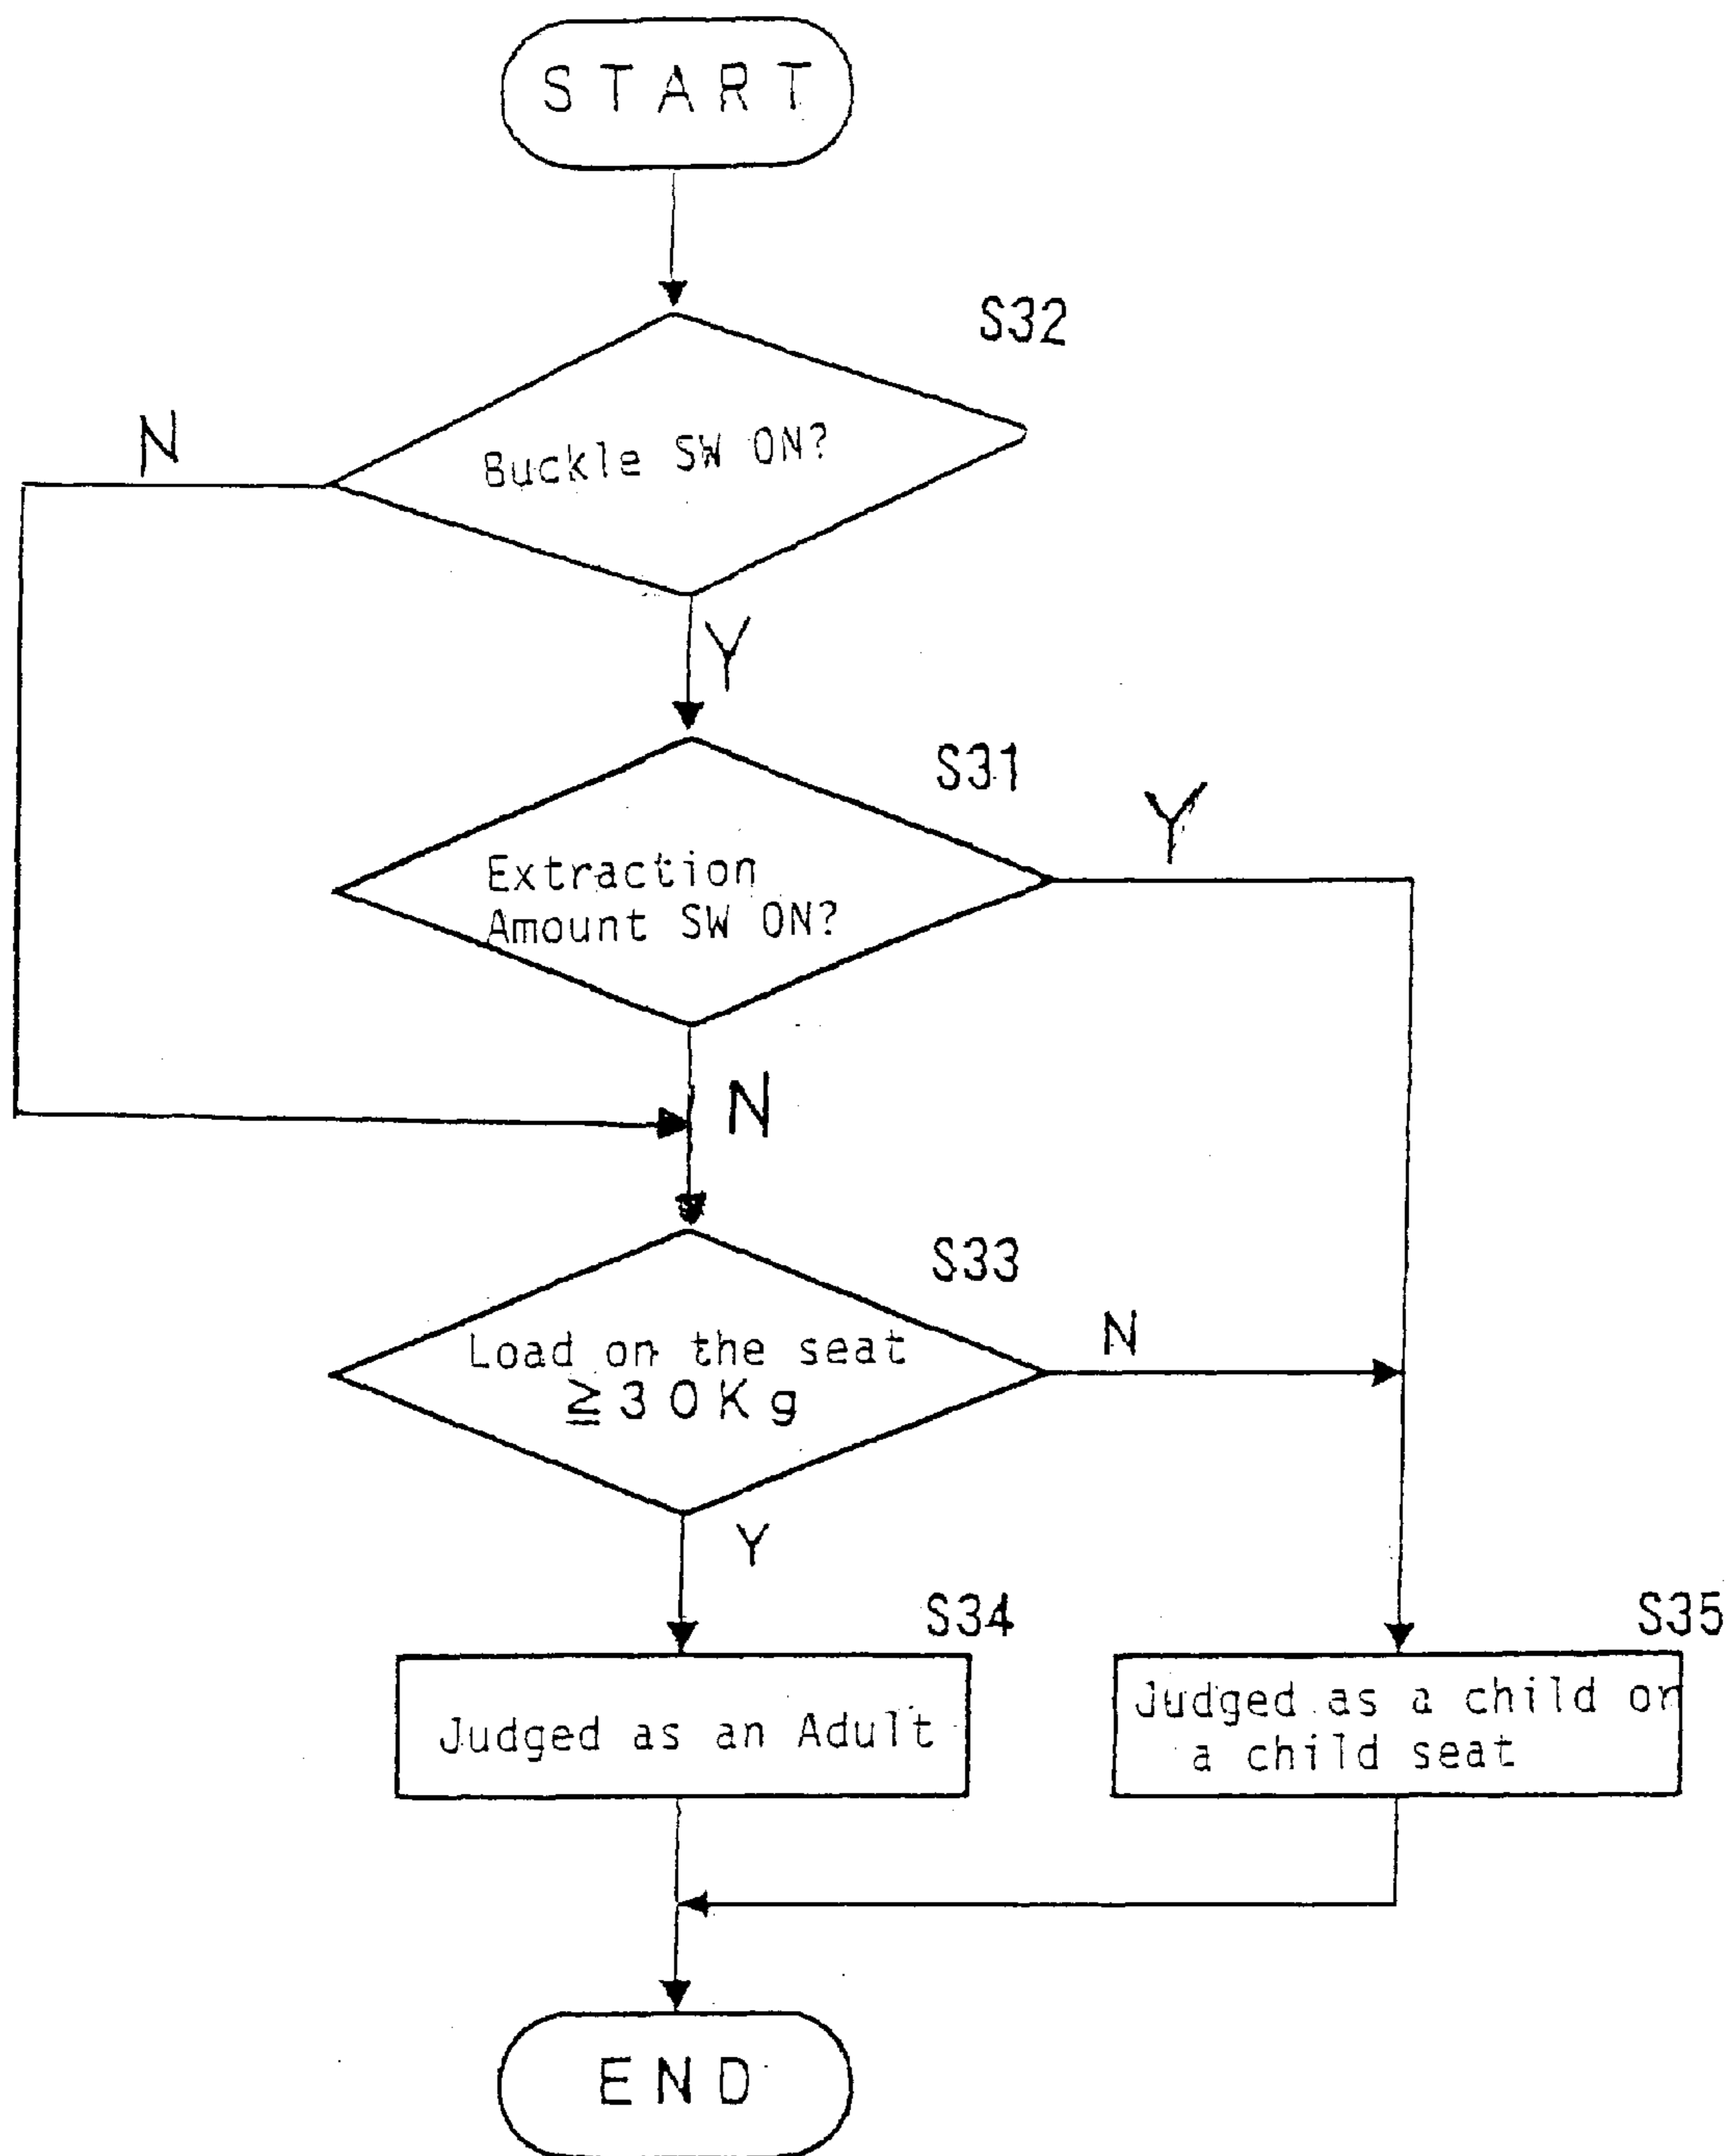 START
S32
N
Buckle SW ON?
Y
S31
Y
Extraction
Amount SW ON?
N
S33
Load on the seat
≧30Kg
N
Y
S34
S35
Judged as an Adult
Judged as a child on
a child seat
END